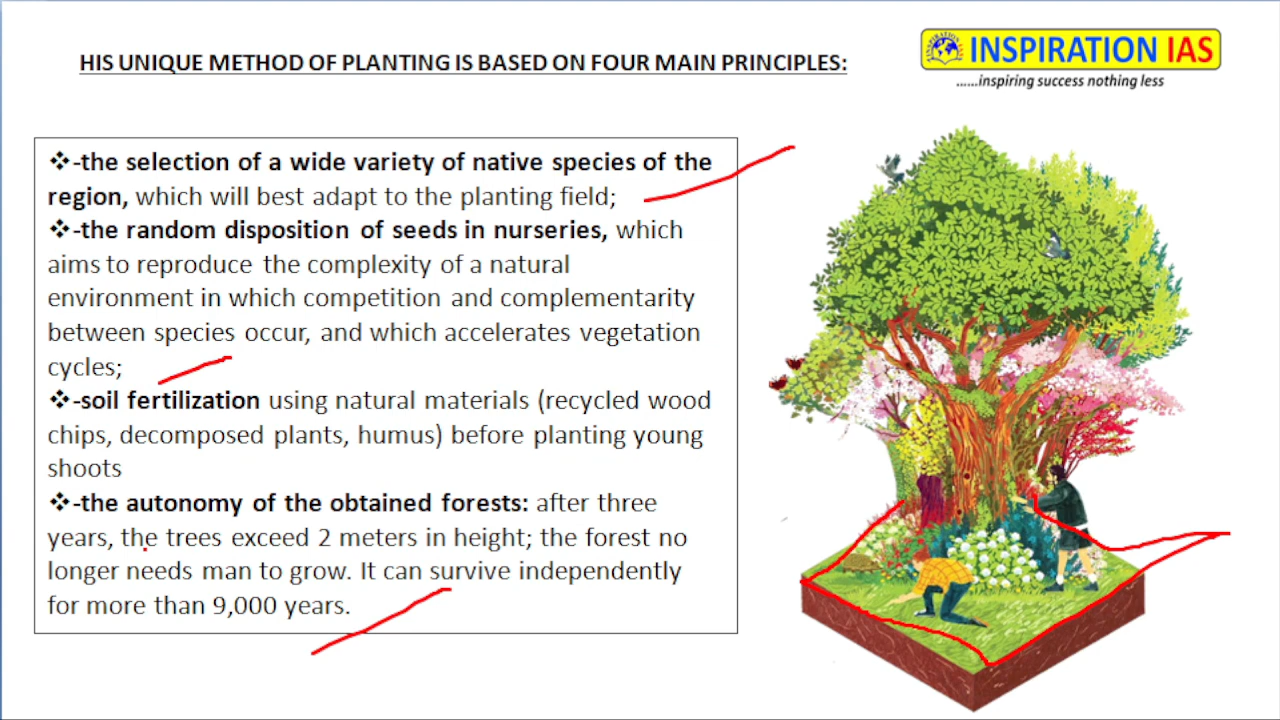 HIS UNIQUE METHOD OF PLANTING IS BASED ON FOUR MAIN PRINCIPLES:
INSPIRATION IAS
......inspiring success nothing less
❖-the selection of a wide variety of native species of the
region, which will best adapt to the planting field;
❖-the random disposition of seeds in nurseries, which
aims to reproduce the complexity of a natural
environment in which competition and complementarity
between species occur, and which accelerates vegetation
cycles;
❖-soil fertilization using natural materials (recycled wood
chips, decomposed plants, humus) before planting young
shoots
❖-the autonomy of the obtained forests: after three
years, the trees exceed 2 meters in height; the forest no
longer needs man to grow. It can survive independently
for more than 9,000 years.